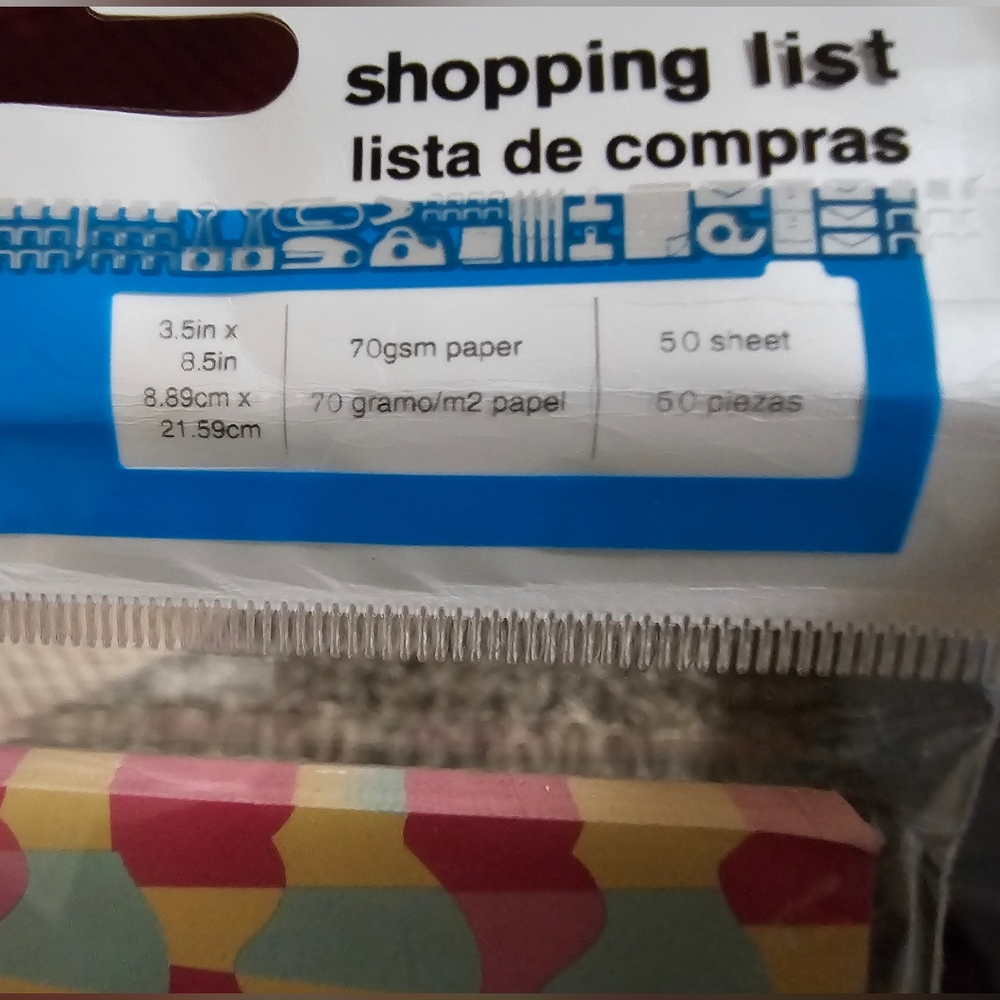 shopping list
lista de compras
3.5in x
8.5in
8.89cm x
21.59cm
70gsm paper
70 gramo/m2 papel
50 sheet
50 piezas